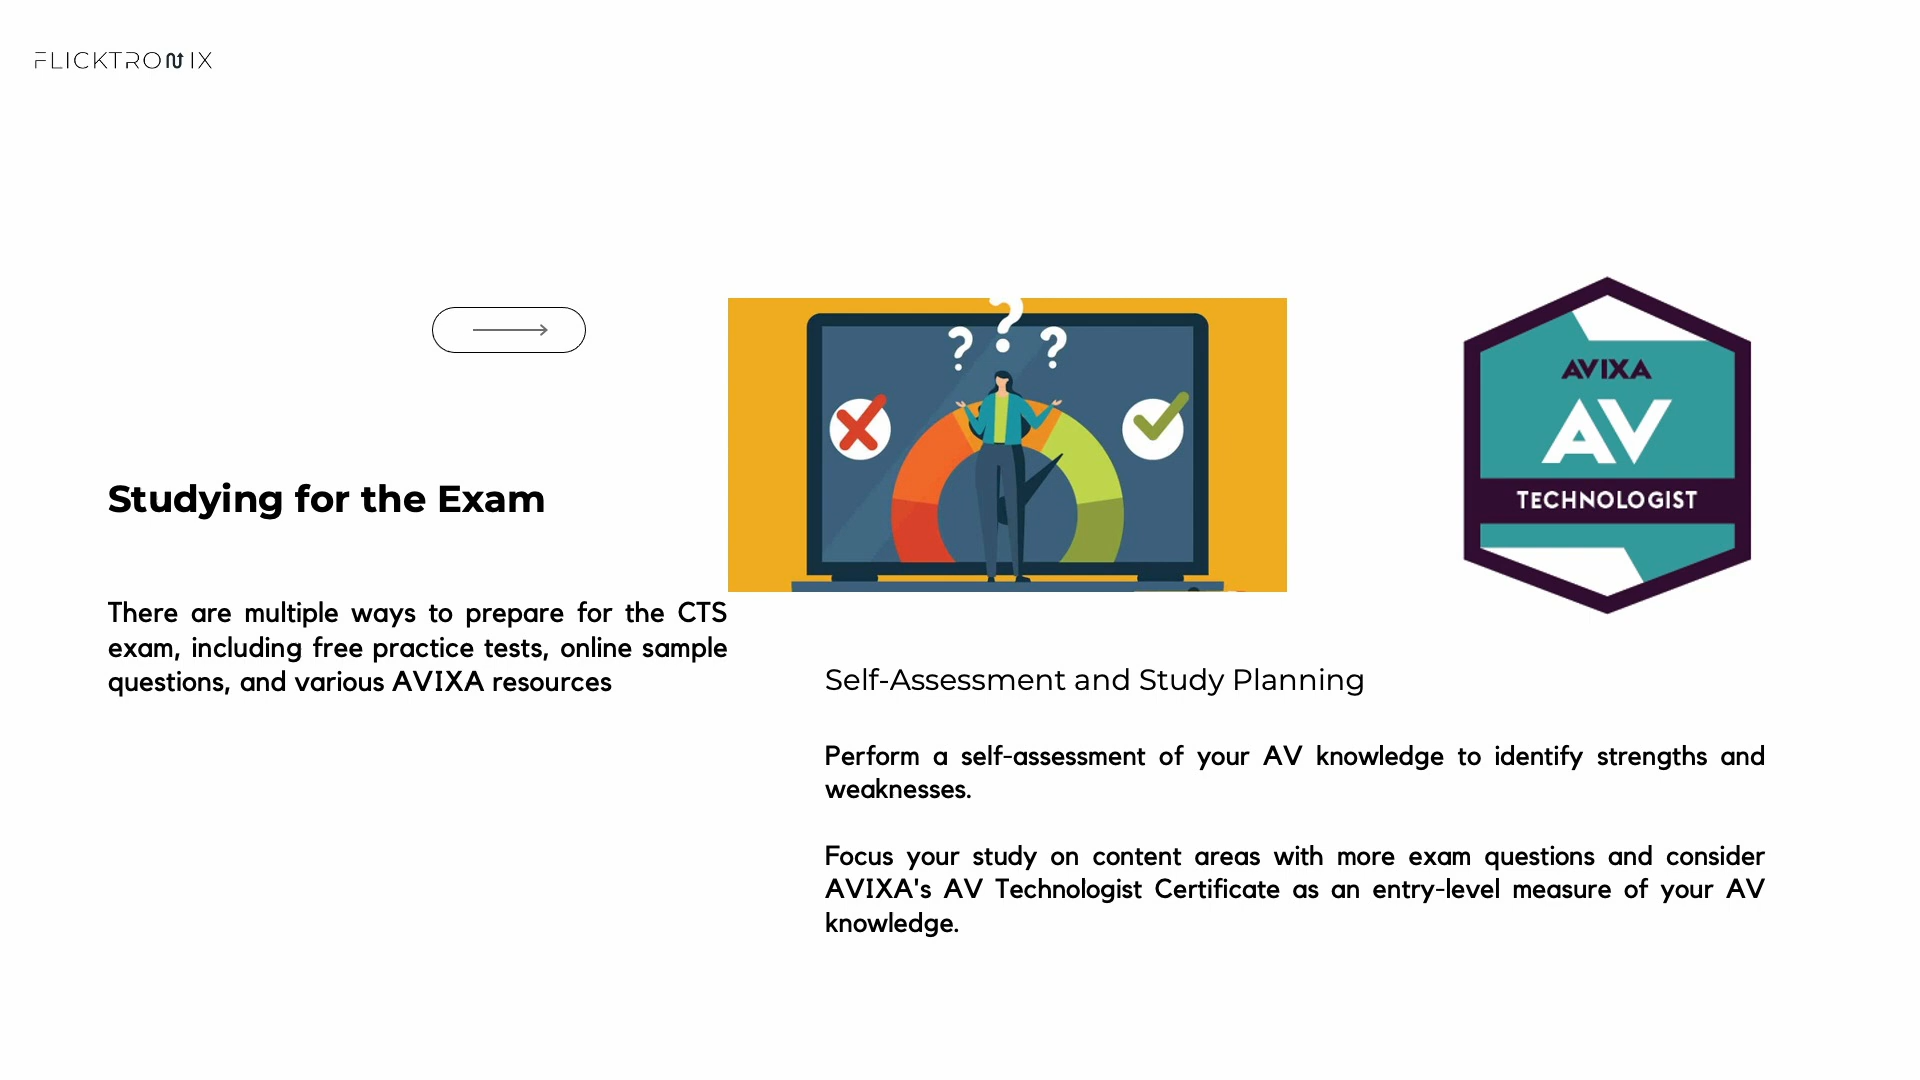 FLICKTRONIX
Studying for the Exam
There are multiple ways to prepare for the CTS
exam, including free practice tests, online sample
questions, and various AVIXA resources
? ? ?
AVIXA
AV
TECHNOLOGIST
Self-Assessment and Study Planning
Perform a self-assessment of your AV knowledge to identify strengths and
weaknesses.
Focus your study on content areas with more exam questions and consider
AVIXA's AV Technologist Certificate as an entry-level measure of your AV
knowledge.